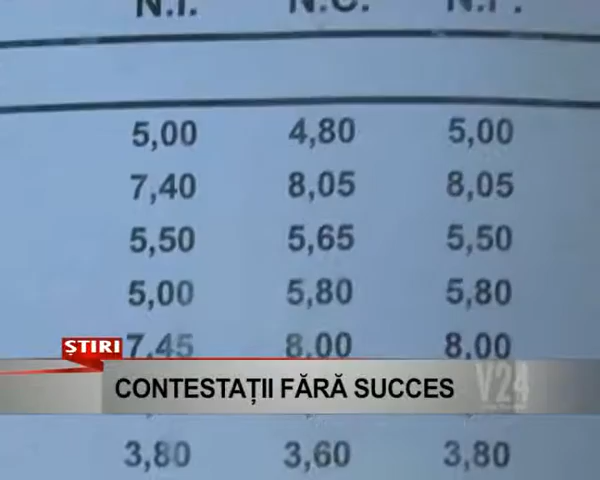 N.I. N.C. N.F.
5,00 4,80 5,00
7,40 8,05 8,05
5,50 5,65 5,50
5,00 5,80 5,80
7,45 8,00 8,00
ȘTIRI
CONTESTAȚII FĂRĂ SUCCES
V24
3,80 3,60 3,80